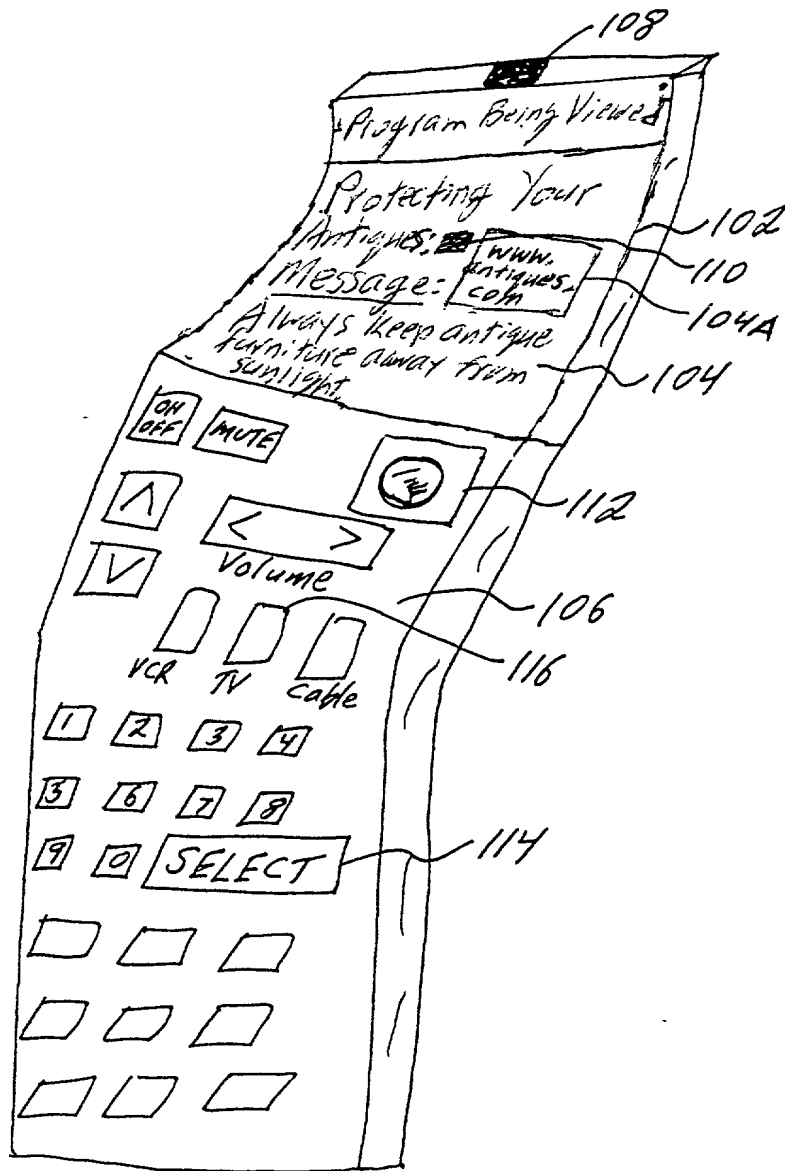 108
Program Being Viewed
Protecting Your
Antiques:
102
110
Message:
www.
antiques.
com
104A
Always keep antique
furniture away from
sunlight.
104
ON
OFF
MUTE
112
Λ
< >
V
Volume
106
VCR TV Cable
116
1 2 3 4
5 6 7 8
9 0 SELECT
114